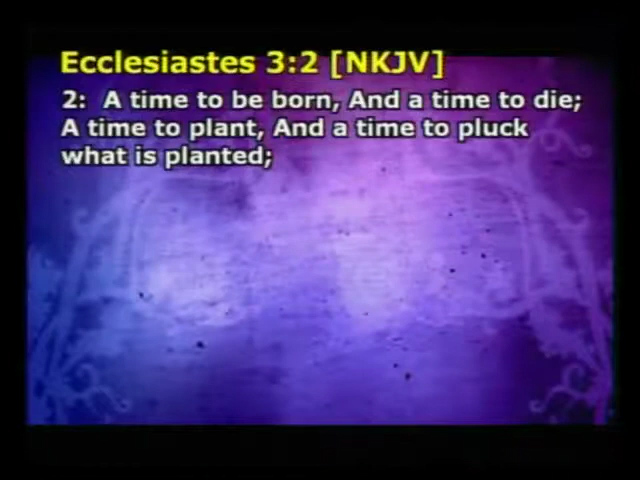 Ecclesiastes 3:2 [NKJV]
2: A time to be born, And a time to die;
A time to plant, And a time to pluck
what is planted;